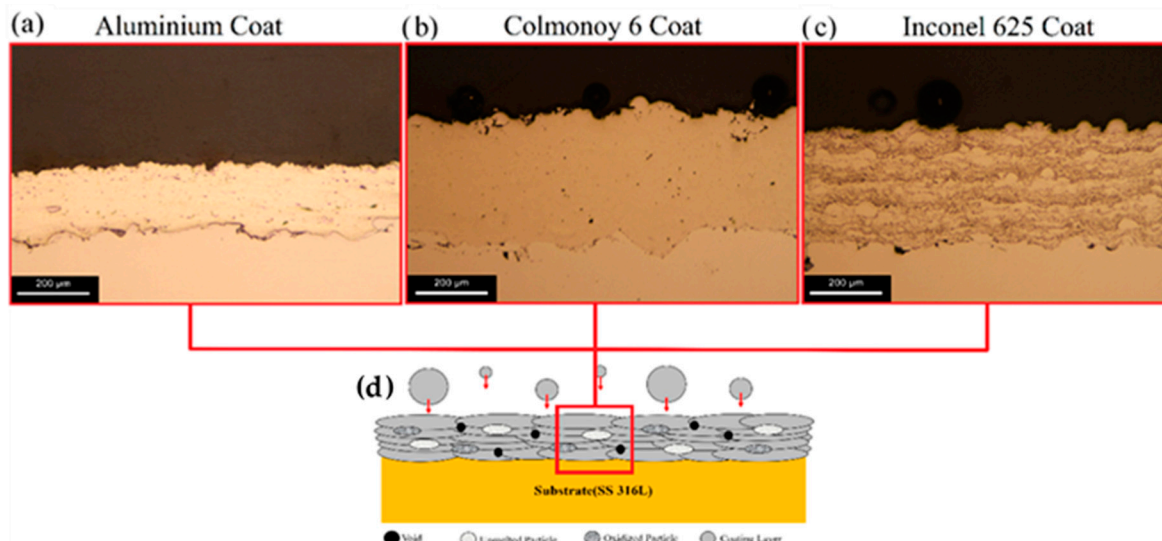 (a) Aluminium Coat
(b) Colmonoy 6 Coat
(c) Inconel 625 Coat
200 µm
200 µm
200 µm
(d)
Substrate(SS 316L)
Void
Particle
Oxidized Particle
Coating Layer